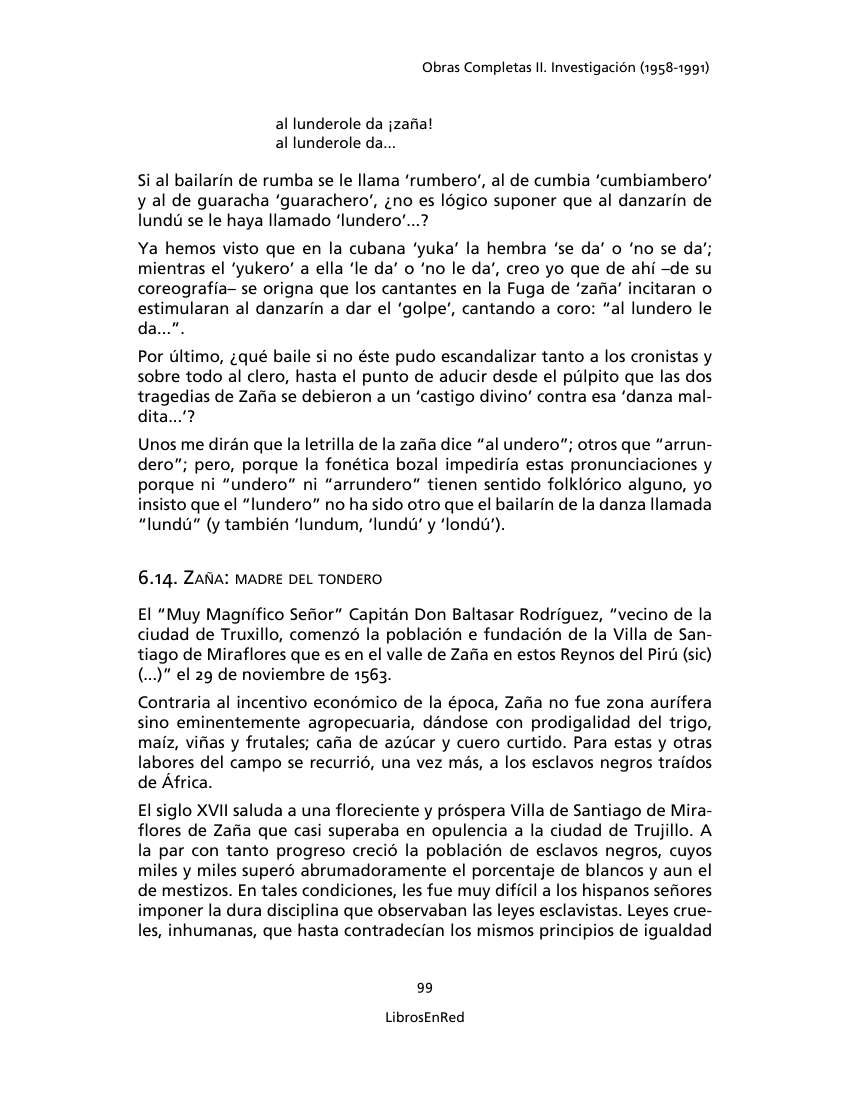 Obras Completas II. Investigación (1958-1991)
al lunderole da ¡zaña!
al lunderole da...
Si al bailarín de rumba se le llama ‘rumbero’, al de cumbia ‘cumbiambero’
y al de guaracha ‘guarachero’, ¿no es lógico suponer que al danzarín de
lundú se le haya llamado ‘lundero’...?
Ya hemos visto que en la cubana ‘yuka’ la hembra ‘se da’ o ‘no se da’;
mientras el ‘yukero’ a ella ‘le da’ o ‘no le da’, creo yo que de ahí –de su
coreografía– se origna que los cantantes en la Fuga de ‘zaña’ incitaran o
estimularan al danzarín a dar el ‘golpe’, cantando a coro: “al lundero le
da...”.
Por último, ¿qué baile si no éste pudo escandalizar tanto a los cronistas y
sobre todo al clero, hasta el punto de aducir desde el púlpito que las dos
tragedias de Zaña se debieron a un ‘castigo divino’ contra esa ‘danza mal-
dita...’?
Unos me dirán que la letrilla de la zaña dice “al undero”; otros que “arrun-
dero”; pero, porque la fonética bozal impediría estas pronunciaciones y
porque ni “undero” ni “arrundero” tienen sentido folklórico alguno, yo
insisto que el “lundero” no ha sido otro que el bailarín de la danza llamada
“lundú” (y también ‘lundum, ‘lundú’ y ‘londú’).
6.14. Zaña: madre del tondero
El “Muy Magnífico Señor” Capitán Don Baltasar Rodríguez, “vecino de la
ciudad de Truxillo, comenzó la población e fundación de la Villa de San-
tiago de Miraflores que es en el valle de Zaña en estos Reynos del Pirú (sic)
(...)” el 29 de noviembre de 1563.
Contraria al incentivo económico de la época, Zaña no fue zona aurífera
sino eminentemente agropecuaria, dándose con prodigalidad del trigo,
maíz, viñas y frutales; caña de azúcar y cuero curtido. Para estas y otras
labores del campo se recurrió, una vez más, a los esclavos negros traídos
de África.
El siglo XVII saluda a una floreciente y próspera Villa de Santiago de Mira-
flores de Zaña que casi superaba en opulencia a la ciudad de Trujillo. A
la par con tanto progreso creció la población de esclavos negros, cuyos
miles y miles superó abrumadoramente el porcentaje de blancos y aun el
de mestizos. En tales condiciones, les fue muy difícil a los hispanos señores
imponer la dura disciplina que observaban las leyes esclavistas. Leyes crue-
les, inhumanas, que hasta contradecían los mismos principios de igualdad
99
LibrosEnRed